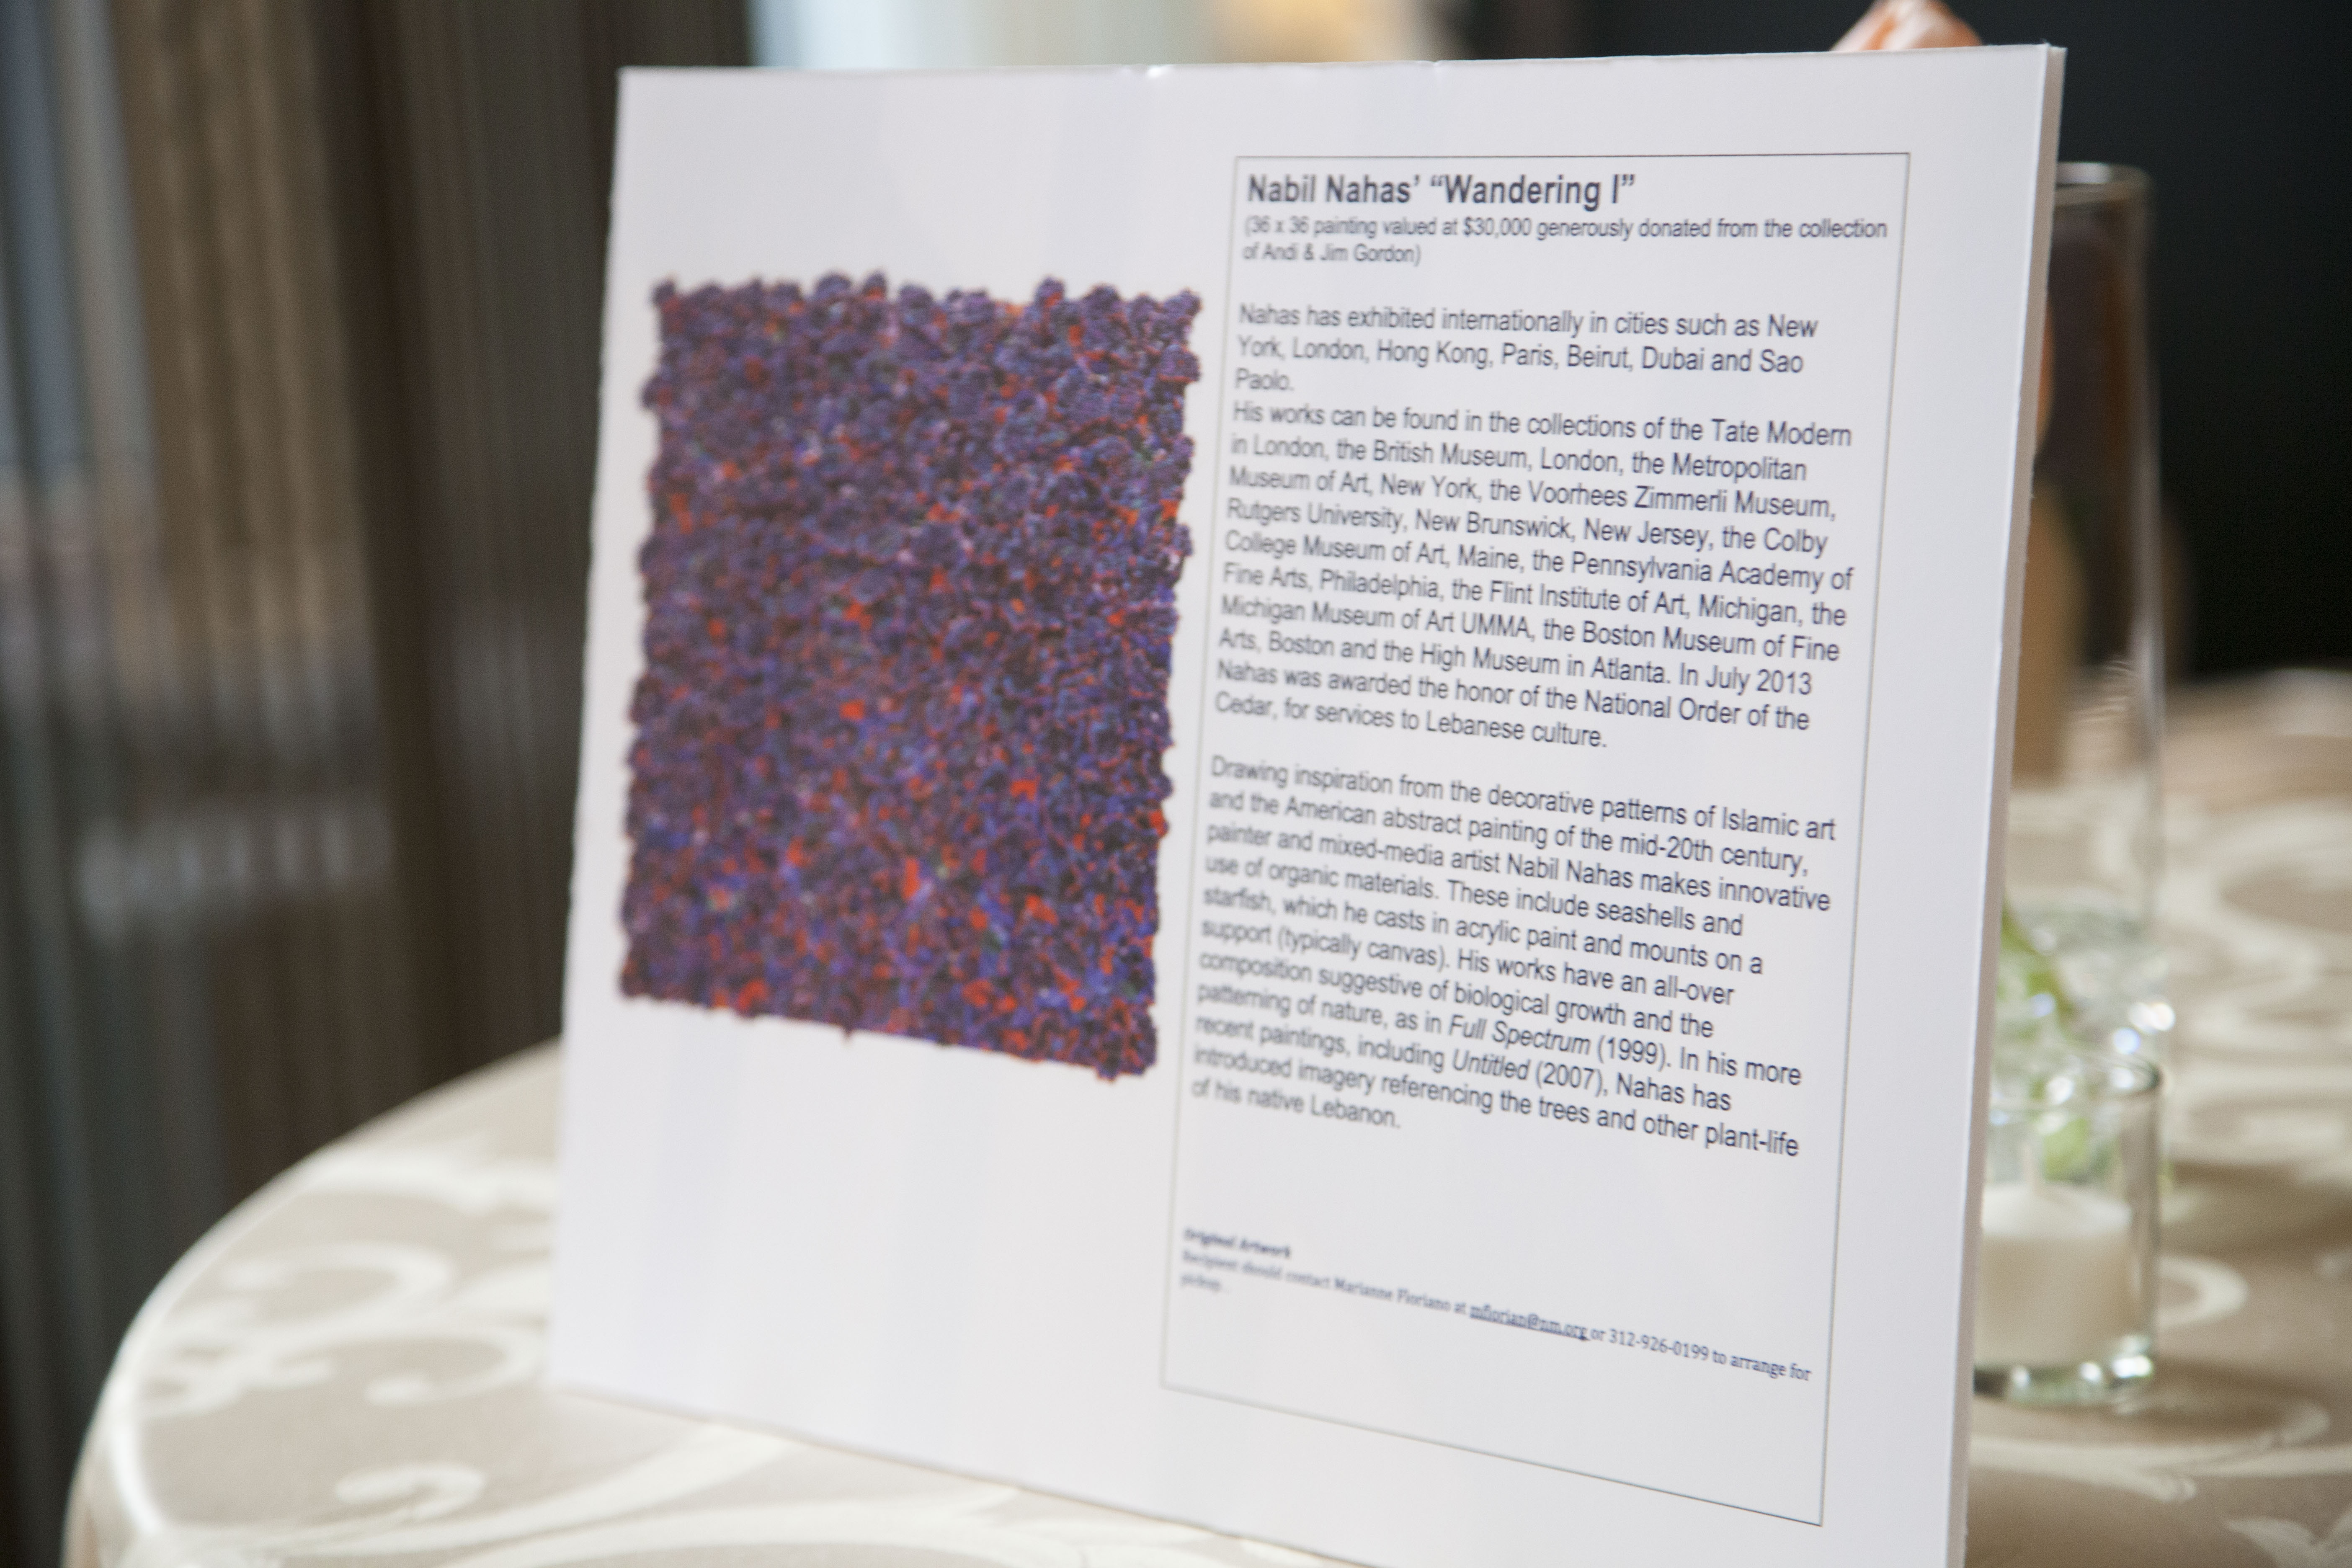 Nabil Nahas’ “Wandering I”
(36 x 36 painting valued at $30,000 generously donated from the collection
of Andi & Jim Gordon)
Nahas has exhibited internationally in cities such as New
York, London, Hong Kong, Paris, Beirut, Dubai and Sao
Paolo.
His works can be found in the collections of the Tate Modern
in London, the British Museum, London, the Metropolitan
Museum of Art, New York, the Voorhees Zimmerli Museum,
Rutgers University, New Brunswick, New Jersey, the Colby
College Museum of Art, Maine, the Pennsylvania Academy of
Fine Arts, Philadelphia, the Flint Institute of Art, Michigan, the
Michigan Museum of Art UMMA, the Boston Museum of Fine
Arts, Boston and the High Museum in Atlanta. In July 2013
Nahas was awarded the honor of the National Order of the
Cedar, for services to Lebanese culture.
Drawing inspiration from the decorative patterns of Islamic art
and the American abstract painting of the mid-20th century,
painter and mixed-media artist Nabil Nahas makes innovative
use of organic materials. These include seashells and
starfish, which he casts in acrylic paint and mounts on a
support (typically canvas). His works have an all-over
composition suggestive of biological growth and the
patterning of nature, as in Full Spectrum (1999). In his more
recent paintings, including Untitled (2007), Nahas has
introduced imagery referencing the trees and other plant-life
of his native Lebanon.
Original Artwork
Recipient should contact Marianne Floriano at mflorian@nm.org or 312-926-0199 to arrange for
pickup.